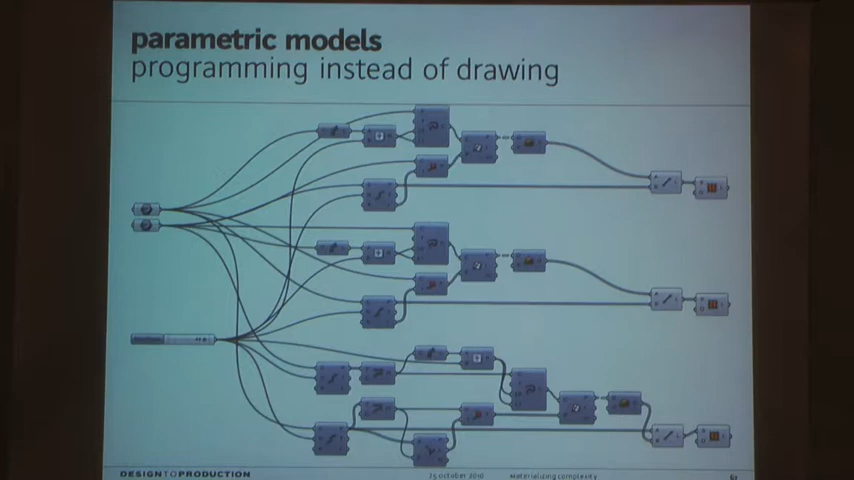 parametric models
programming instead of drawing
DESIGNTOPRODUCTION
25 october 2010
Materializing complexity